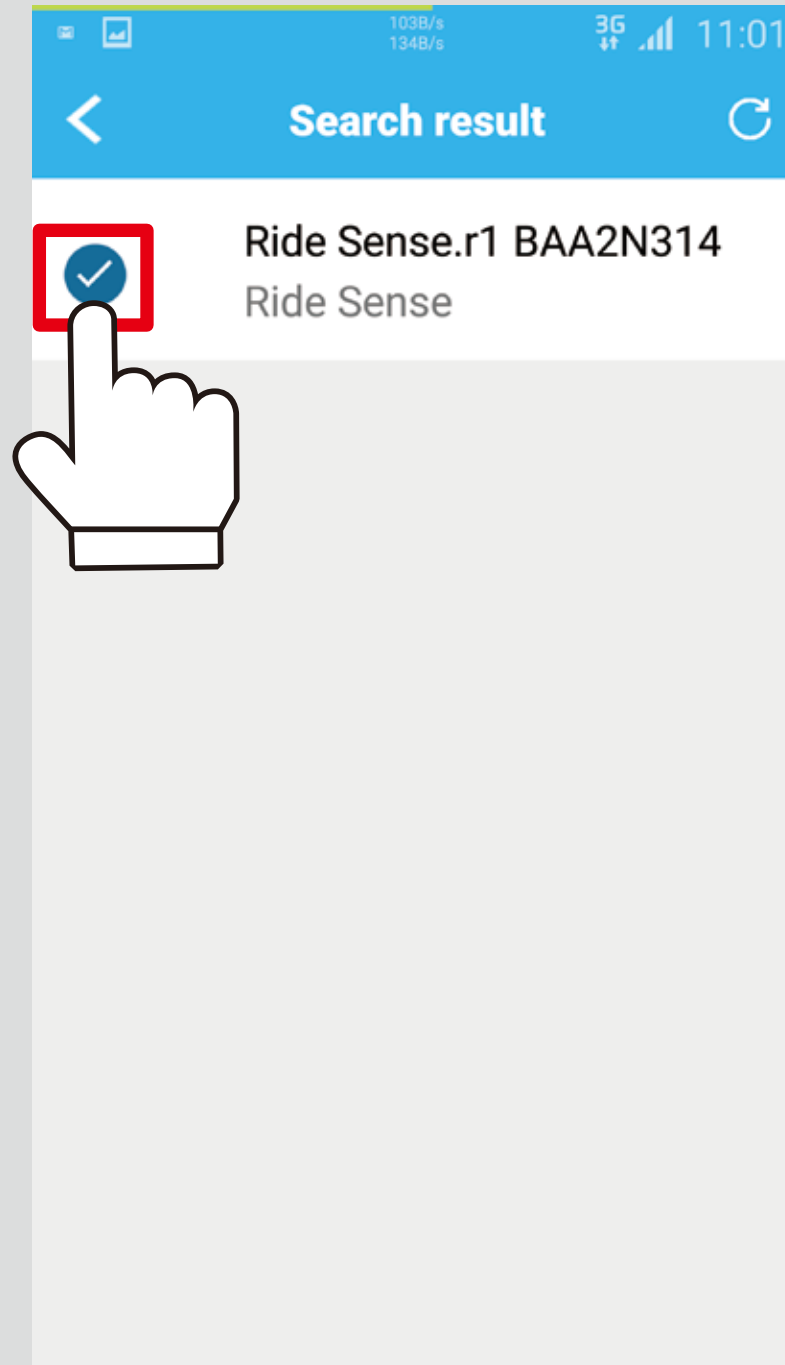 103B/s
134B/s
3G
11:01
Search result
Ride Sense.r1 BAA2N314
Ride Sense